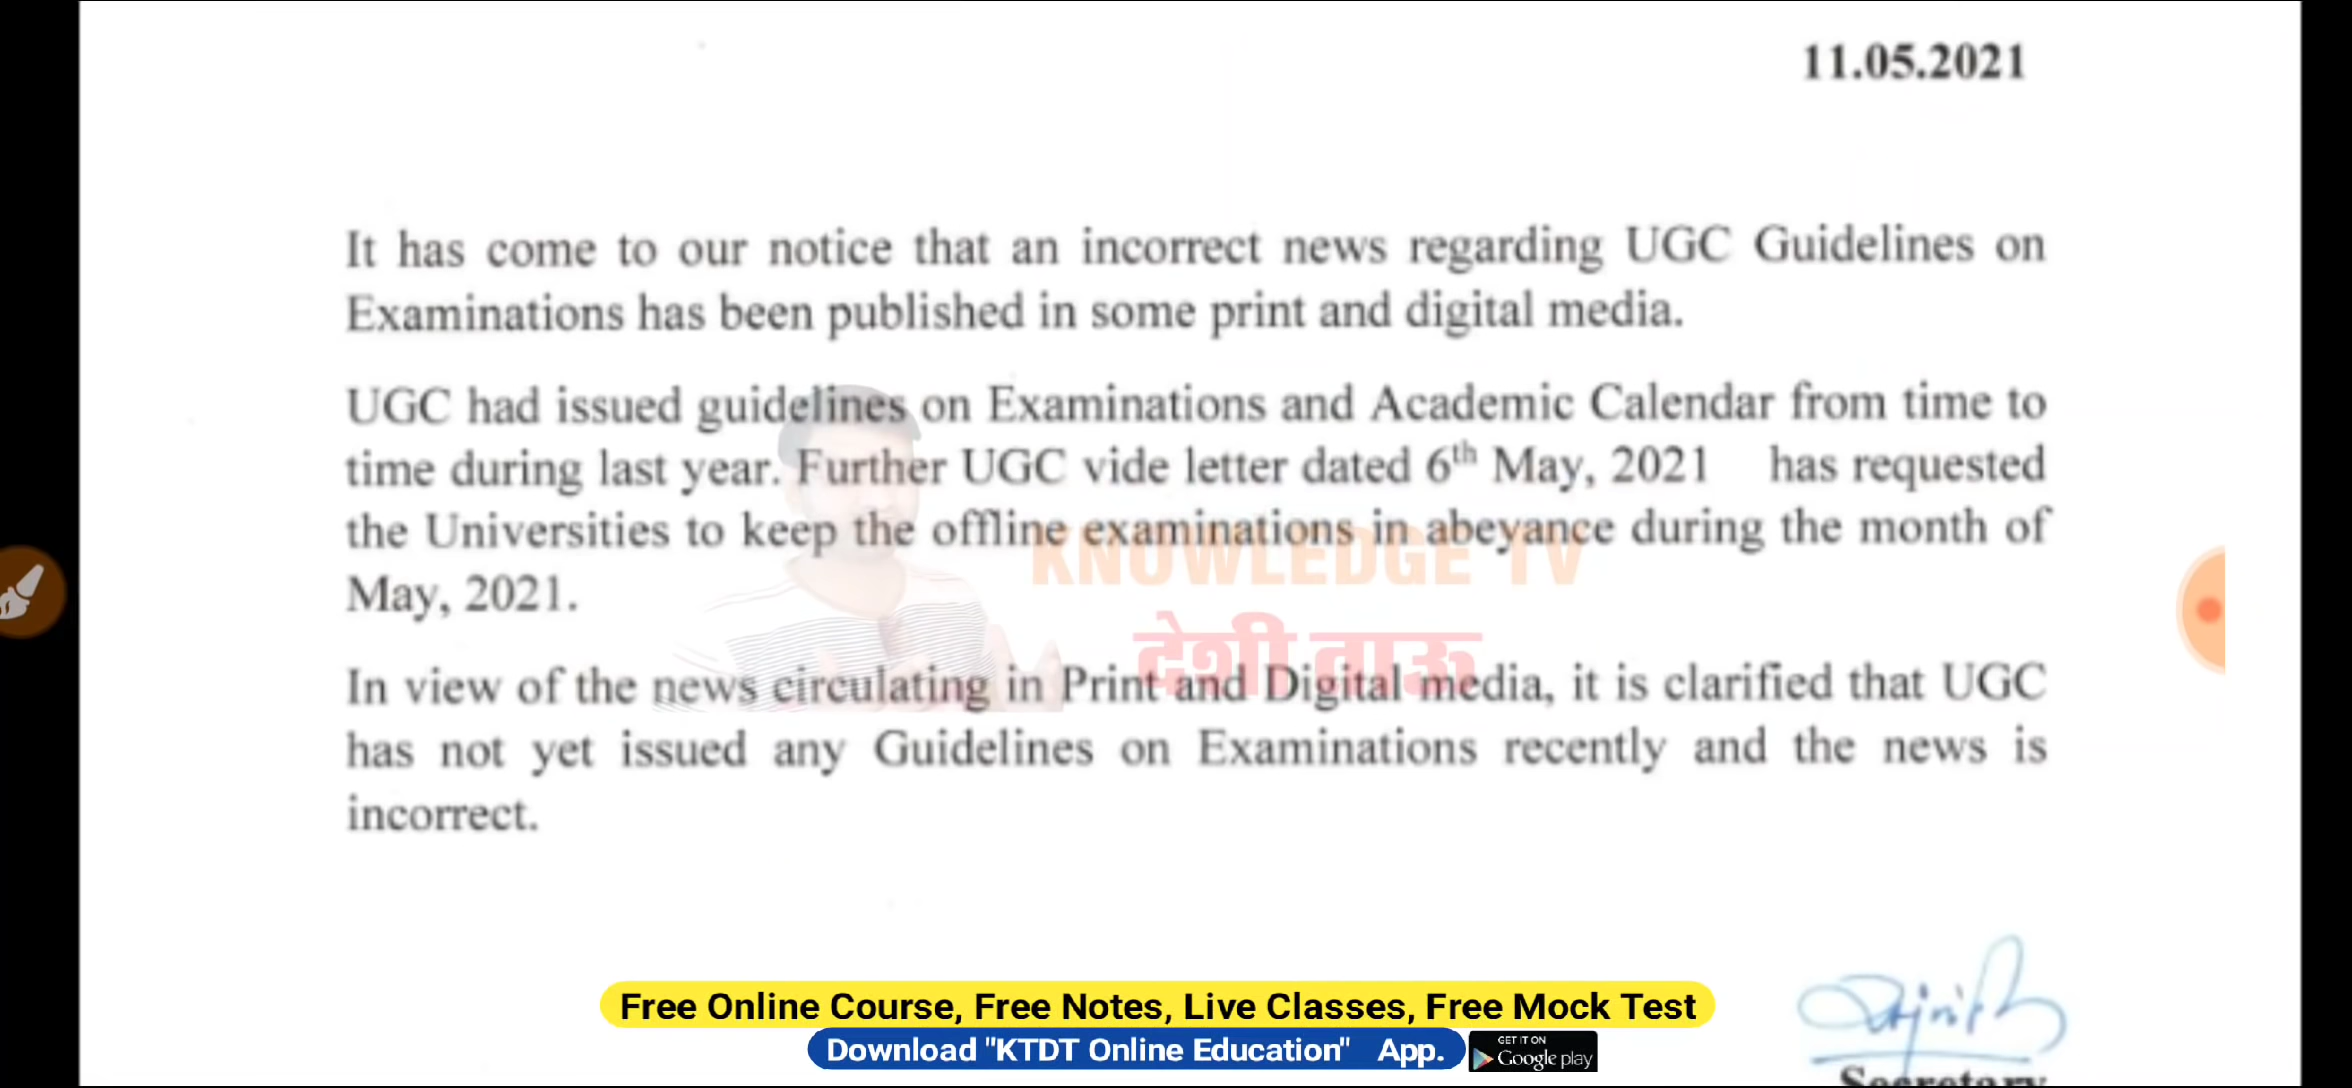 11.05.2021
It has come to our notice that an incorrect news regarding UGC Guidelines on
Examinations has been published in some print and digital media.
UGC had issued guidelines on Examinations and Academic Calendar from time to
time during last year. Further UGC vide letter dated 6th May, 2021 has requested
the Universities to keep the offline examinations in abeyance during the month of
May, 2021.
KNOWLEDGE TV
देशी ताऊ
In view of the news circulating in Print and Digital media, it is clarified that UGC
has not yet issued any Guidelines on Examinations recently and the news is
incorrect.
Free Online Course, Free Notes, Live Classes, Free Mock Test
Download "KTDT Online Education" App.
GET IT ON
Google play
Secretary